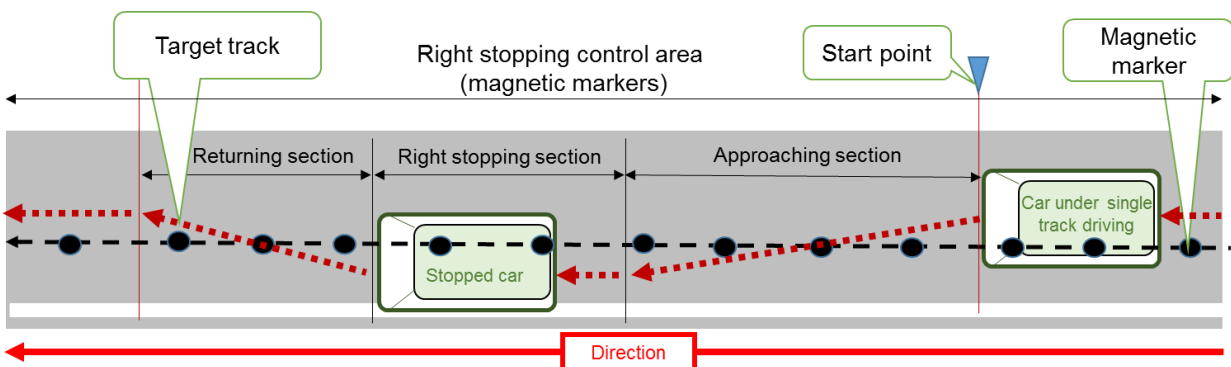 Target track
Right stopping control area
(magnetic markers)
Start point
Magnetic
marker
Returning section
Right stopping section
Approaching section
Car under single
track driving
Stopped car
Direction